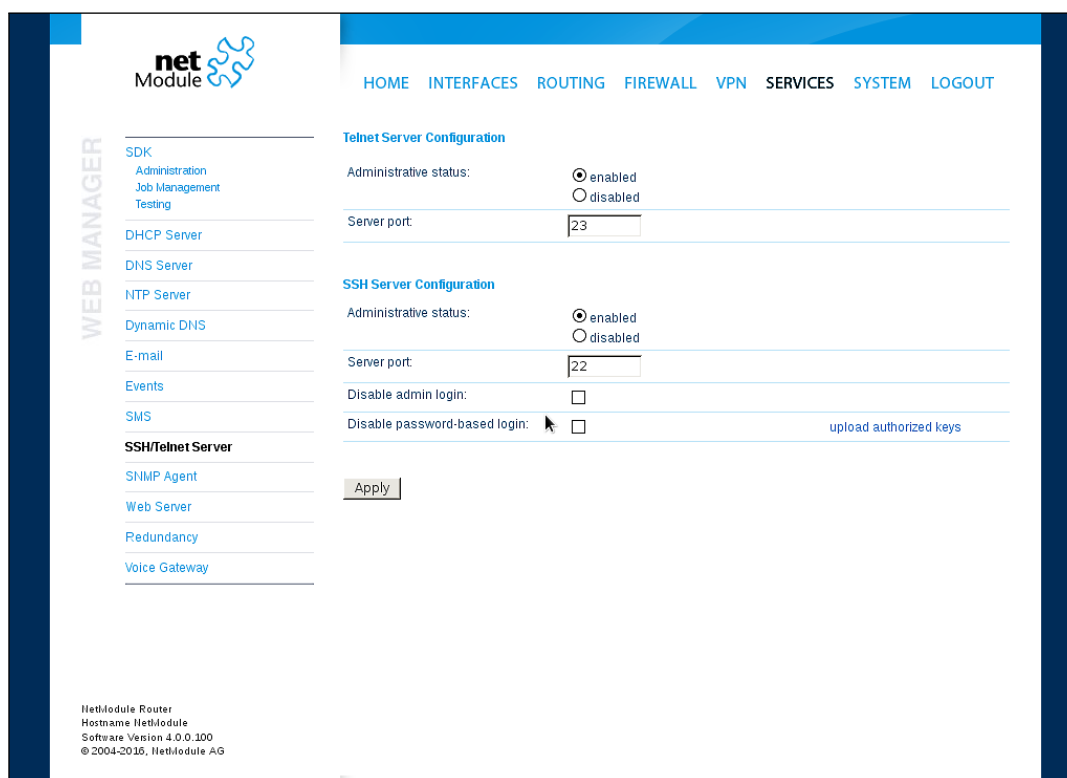 net
Module
HOME INTERFACES ROUTING FIREWALL VPN SERVICES SYSTEM LOGOUT
WEB MANAGER
SDK
Administration
Job Management
Testing
DHCP Server
DNS Server
NTP Server
Dynamic DNS
E-mail
Events
SMS
SSH/Telnet Server
SNMP Agent
Web Server
Redundancy
Voice Gateway
Telnet Server Configuration
Administrative status:
enabled
disabled
Server port: 23
SSH Server Configuration
Administrative status:
enabled
disabled
Server port: 22
Disable admin login:
Disable password-based login: upload authorized keys
Apply
NetModule Router
Hostname NetModule
Software Version 4.0.0.100
© 2004-2016, NetModule AG